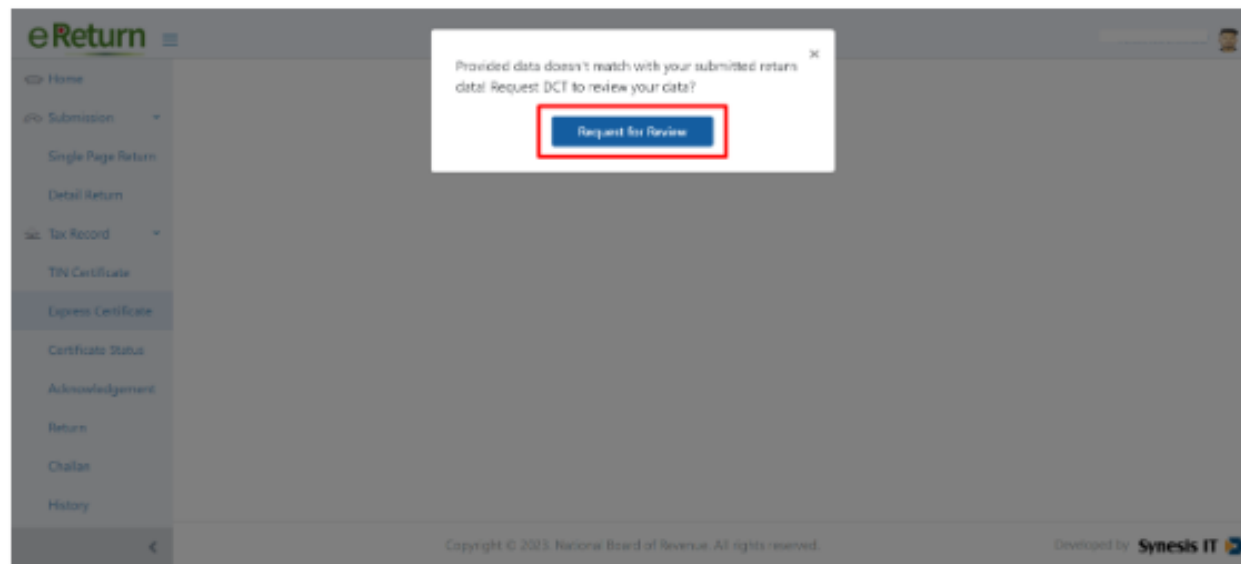 eReturn
Provided data doesn't match with your submitted return
data! Request DCT to review your data?
×
Request for Review
Home
Submission
Single Page Return
Detail Return
Tax Record
TIN Certificate
Express Certificate
Certificate Status
Acknowledgement
Return
Challan
History
Copyright © 2023. National Board of Revenue. All rights reserved.
Developed by Synesis IT